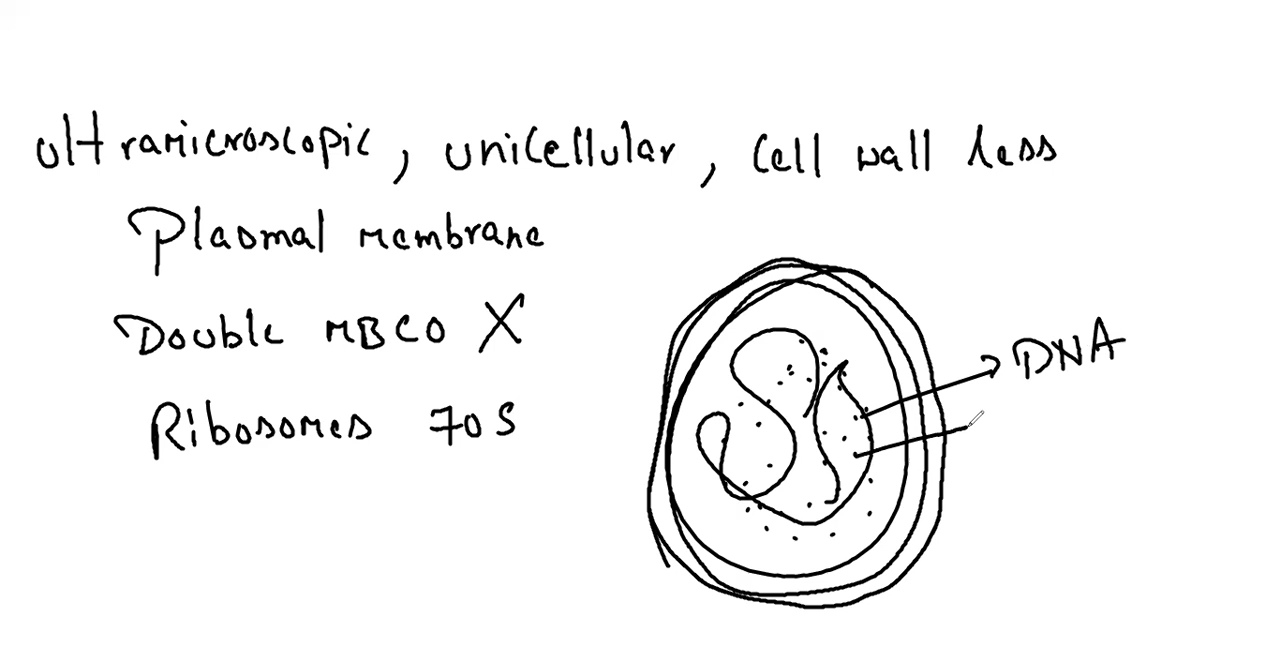 ultramicroscopic, unicellular, cell wall less
Plasmal membrane
Double MBCO X
Ribosomes 70S
DNA